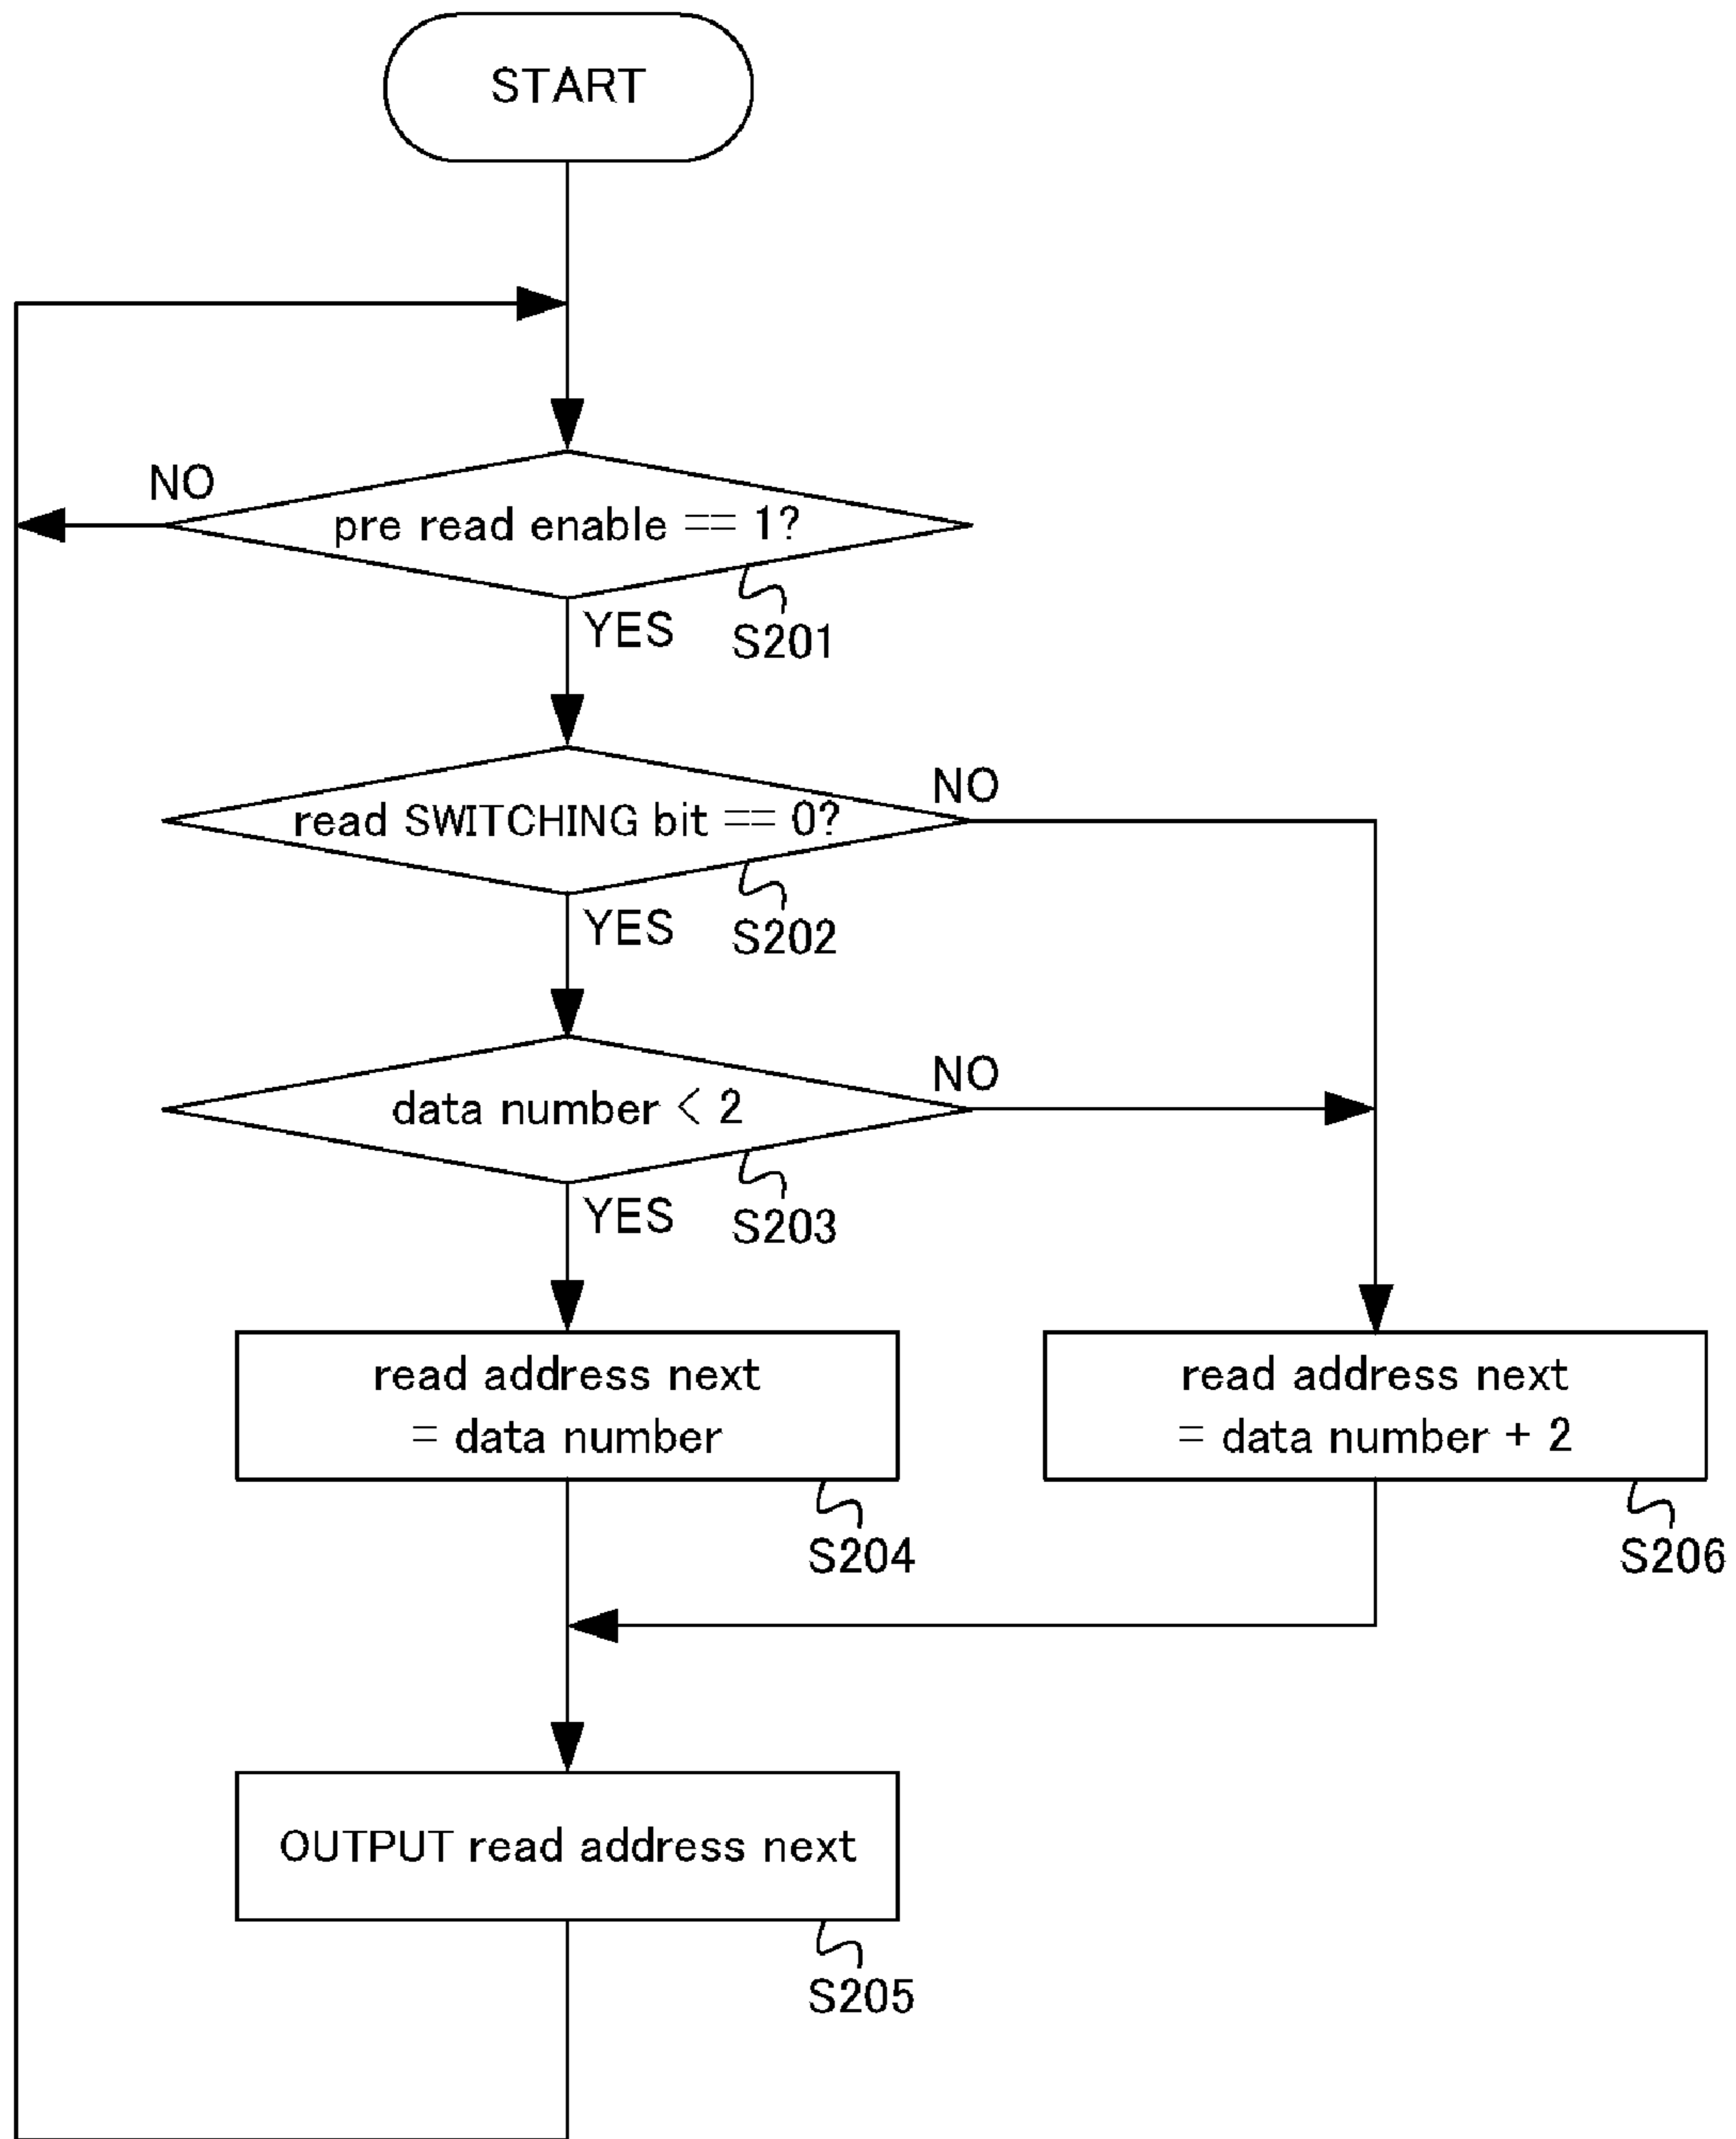 START
NO
pre read enable == 1?
YES
S201
NO
read SWITCHING bit == 0?
YES
S202
NO
data number < 2
YES
S203
read address next
= data number
S204
read address next
= data number + 2
S206
OUTPUT read address next
S205